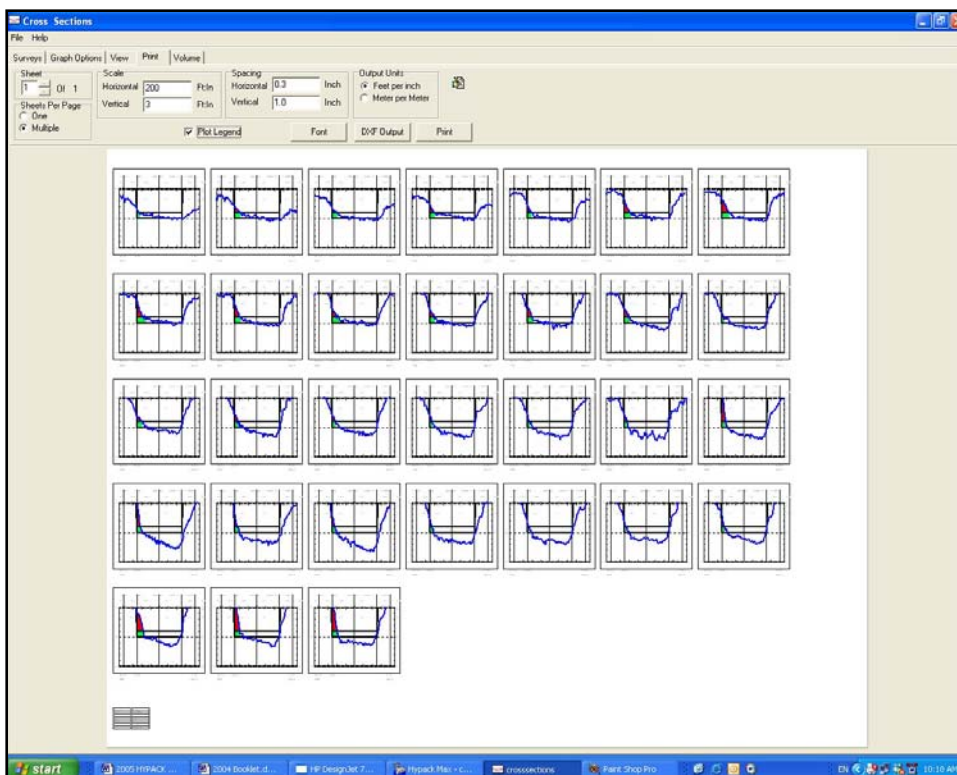 Cross Sections
File Help
Surveys Graph Options View Print Volume
Sheet
1 Of 1
Sheets Per Page
One
Multiple
Scale
Horizontal 200 Ft:In
Vertical 3 Ft:In
Spacing
Horizontal 0.3 Inch
Vertical 1.0 Inch
Output Units
Feet per inch
Meter per Meter
Plot Legend
Font DXF Output Print
start 2005 HYPACK ... 2004 Booklet.d... HP DesignJet 7... Hypack Max - c... crosssections Paint Shop Pro EN 10:10 AM